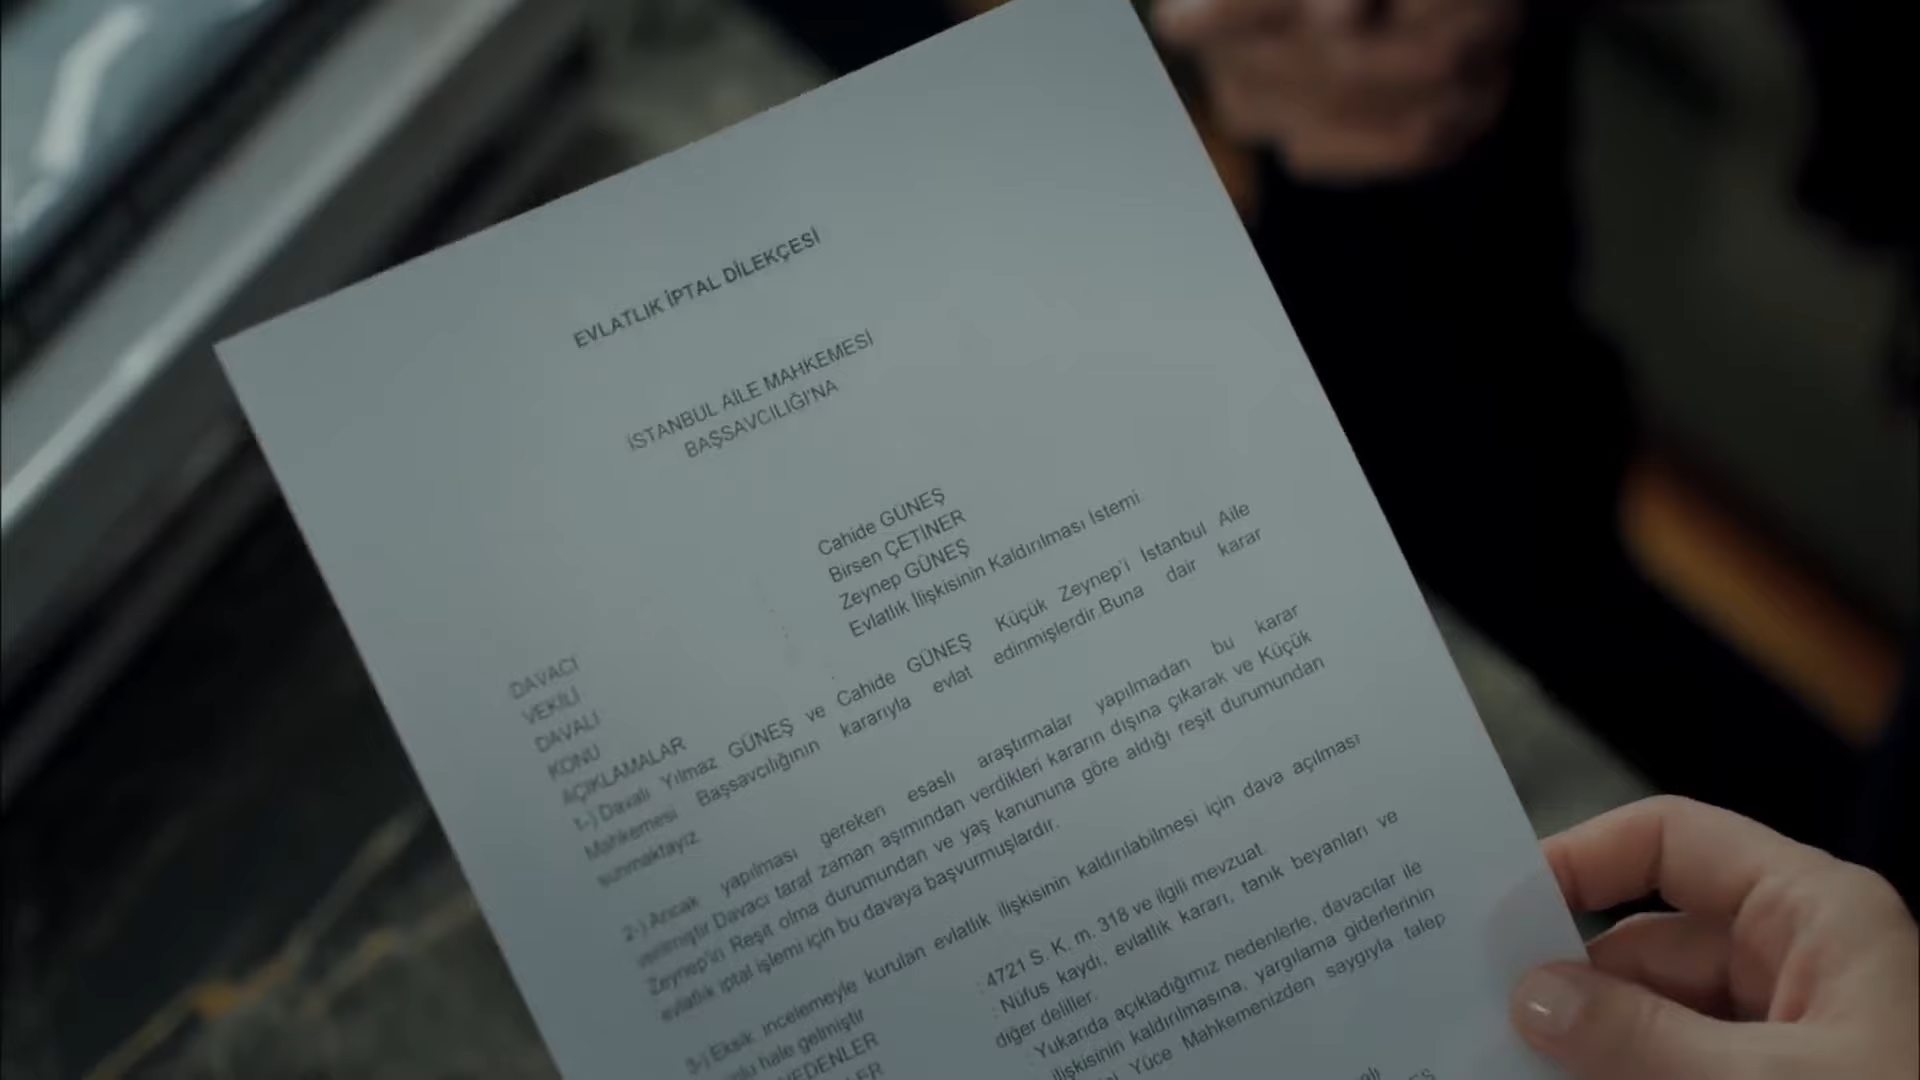 EVLATLIK İPTAL DİLEKÇESİ
İSTANBUL AİLE MAHKEMESİ
BAŞSAVCILIĞI'NA
DAVACI Cahide GÜNEŞ
VEKİLİ Birsen ÇETİNER
DAVALI Zeynep GÜNEŞ
KONU Evlatlık İlişkisinin Kaldırılması İstemi
AÇIKLAMALAR
1-) Davalı Yılmaz GÜNEŞ ve Cahide GÜNEŞ Küçük Zeynep'i İstanbul Aile
Mahkemesi Başsavcılığının kararıyla evlat edinmişlerdir.Buna dair karar
sunmaktayız.
2-) Ancak yapılması gereken esaslı araştırmalar yapılmadan bu karar
verilmiştir Davacı taraf zaman aşımından verdikleri kararın dışına çıkarak ve Küçük
Zeynep'in Reşit olma durumundan ve yaş kanununa göre aldığı reşit durumundan
evlatlık iptal işlemi için bu davaya başvurmuşlardır.
3-) Eksik incelemeyle kurulan evlatlık ilişkisinin kaldırılabilmesi için dava açılması
hale gelmiştir
NEDENLER : 4721 S. K. m. 318 ve ilgili mevzuat.
: Nüfus kaydı, evlatlık kararı, tanık beyanları ve
diğer deliller.
: Yukarıda açıkladığımız nedenlerle, davacılar ile
ilişkisinin kaldırılmasına, yargılama giderlerinin
Yüce Mahkemenizden saygıyla talep